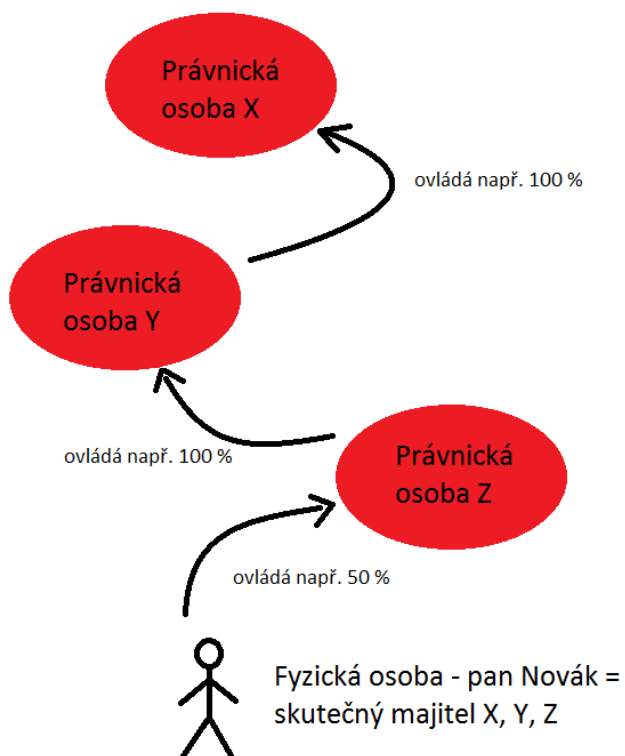 Právnická
osoba X
ovládá např. 100 %
Právnická
osoba Y
ovládá např. 100 %
Právnická
osoba Z
ovládá např. 50 %
Fyzická osoba - pan Novák =
skutečný majitel X, Y, Z